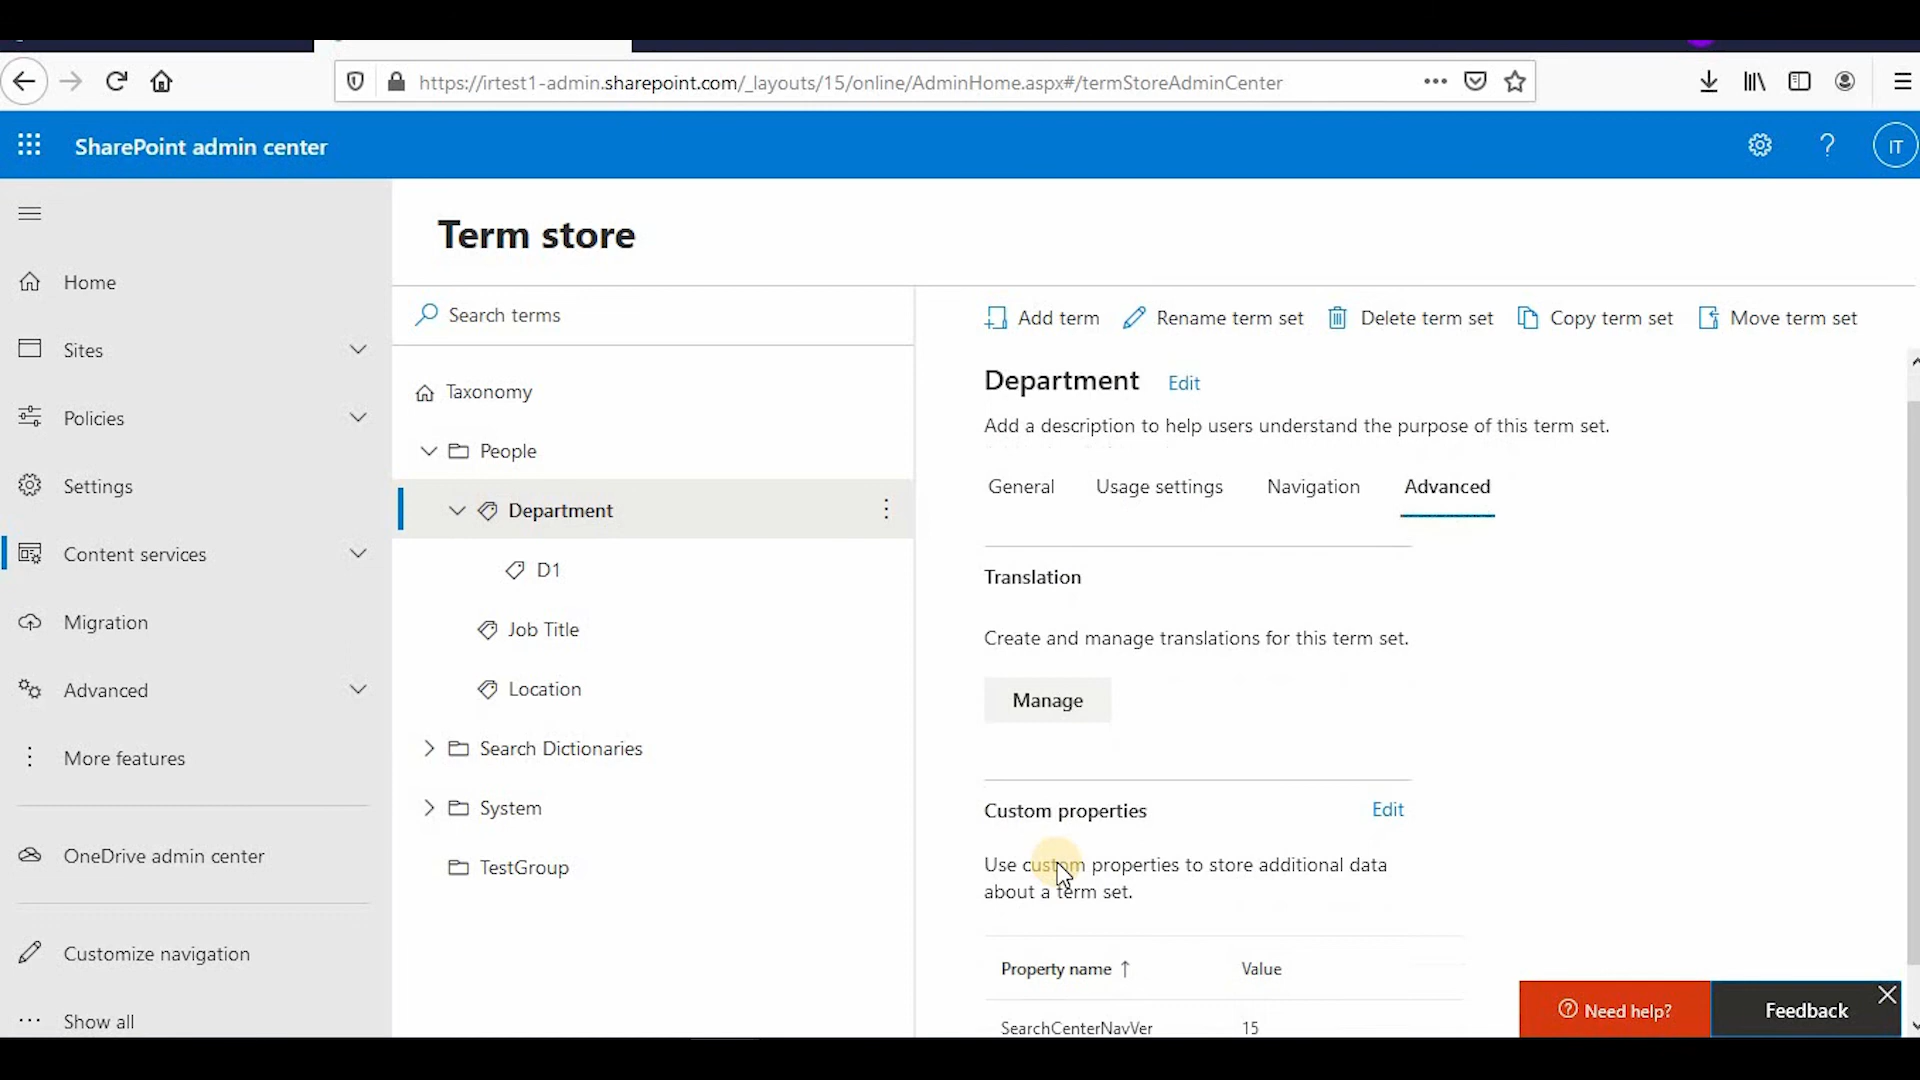 https://irtest1-admin.sharepoint.com/_layouts/15/online/AdminHome.aspx#/termStoreAdminCenter
SharePoint admin center
?
IT
Term store
Home
Sites
Policies
Settings
Content services
Migration
Advanced
More features
OneDrive admin center
Customize navigation
Show all
Search terms
Taxonomy
People
Department
D1
Job Title
Location
Search Dictionaries
System
TestGroup
Add term
Rename term set
Delete term set
Copy term set
Move term set
Department Edit
Add a description to help users understand the purpose of this term set.
General
Usage settings
Navigation
Advanced
Translation
Create and manage translations for this term set.
Manage
Custom properties
Edit
Use custom properties to store additional data
about a term set.
Property name ↑
Value
SearchCenterNavVer
15
Need help?
Feedback